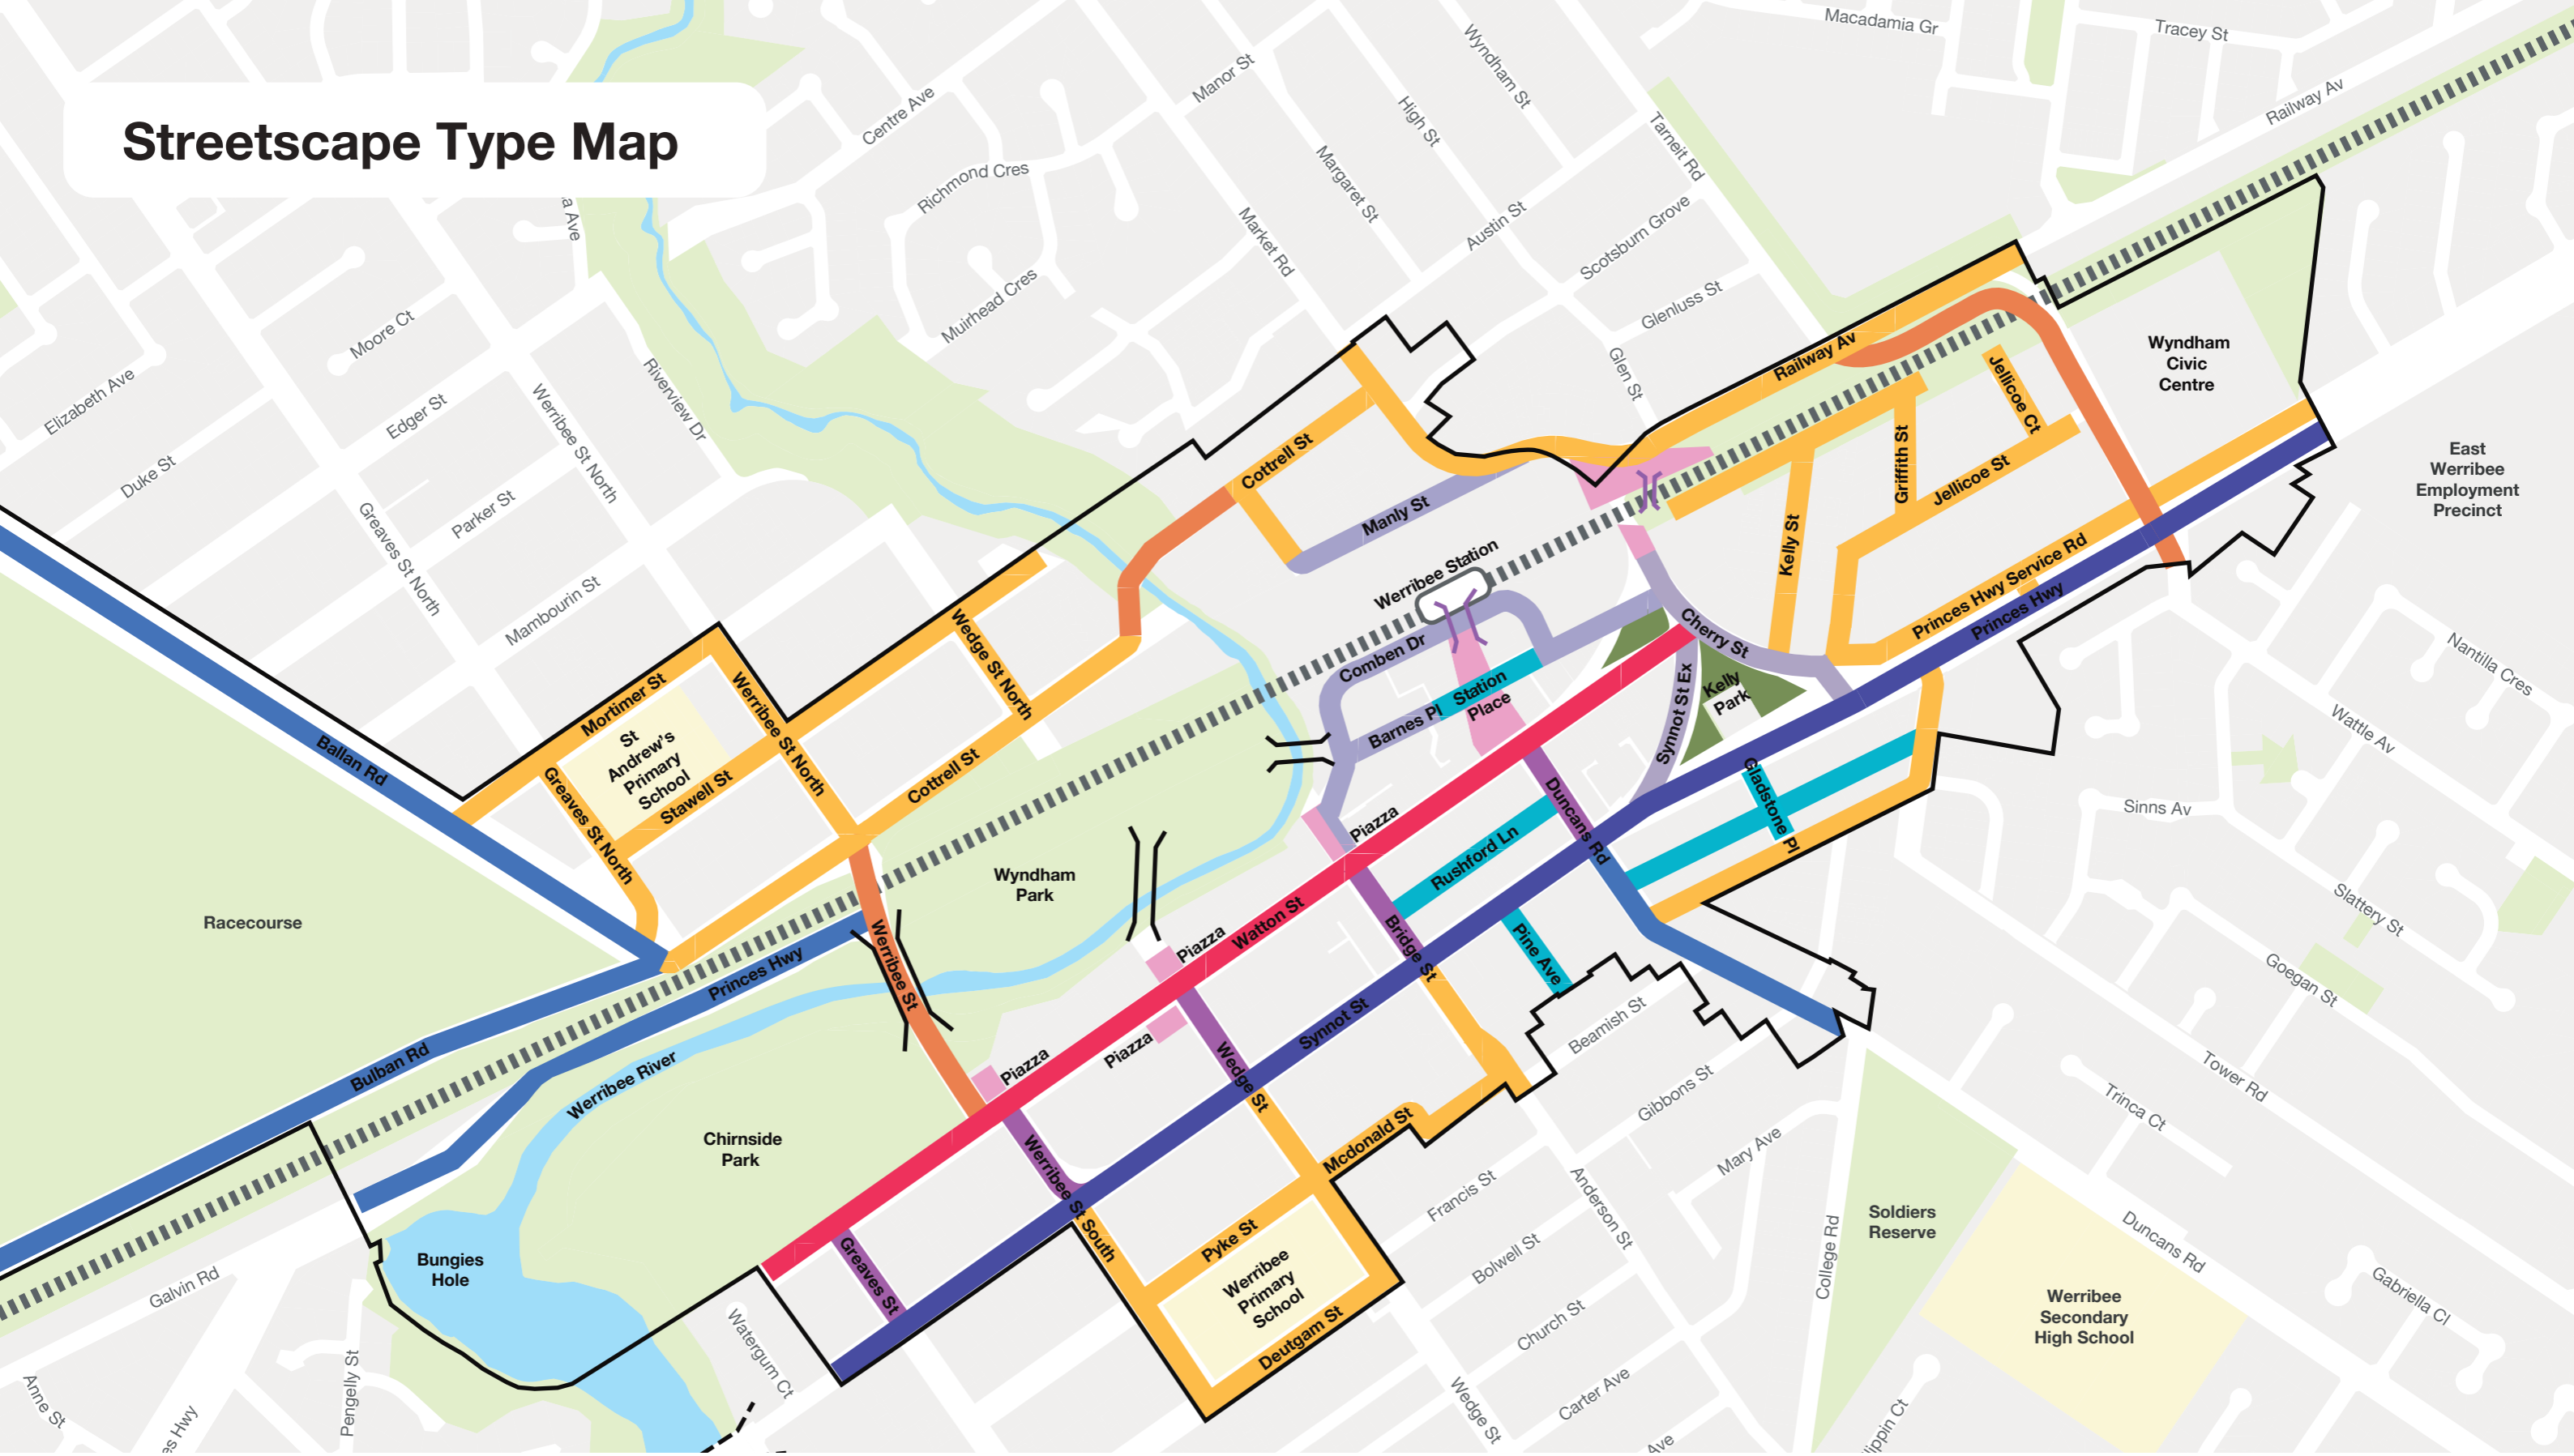 Streetscape Type Map
Macadamia Gr
Tracey St
Railway Av
Wyndham St
Manor St
Centre Ave
High St
Tarneit Rd
Margaret St
Richmond Cres
a Ave
Austin St
Scotsburn Grove
Market Rd
Muirhead Cres
Glenluss St
Moore Ct
Glen St
Railway Av
Wyndham
Civic
Centre
Jellicoe Ct
Elizabeth Ave
Edger St
Riverview Dr
Werribee St North
Cottrell St
Griffith St
Jellicoe St
East
Werribee
Employment
Precinct
Duke St
Parker St
Greaves St North
Manly St
Kelly St
Werribee Station
Princes Hwy Service Rd
Princes Hwy
Mambourin St
Wedge St North
Cherry St
Comben Dr
Nantilla Cres
Mortimer St
Werribee St North
Station
Place
Barnes Pl
Kelly
Park
Synnot St Ex
Wattle Av
Ballan Rd
St
Andrew's
Primary
School
Stawell St
Cottrell St
Greaves St North
Gladstone Pl
Duncans Rd
Sinns Av
Piazza
Rushford Ln
Wyndham
Park
Racecourse
Slattery St
Watton St
Piazza
Bridge St
Pine Ave
Werribee St
Princes Hwy
Goegan St
Synnot St
Beamish St
Bulban Rd
Werribee River
Piazza
Piazza
Wedge St
Tower Rd
Gibbons St
Trinca Ct
Mcdonald St
Chirnside
Park
Mary Ave
Werribee St South
Francis St
Anderson St
Soldiers
Reserve
Duncans Rd
College Rd
Pyke St
Bolwell St
Bungies
Hole
Greaves St
Galvin Rd
Werribee
Primary
School
Gabriella Cl
Werribee
Secondary
High School
Church St
Deutgam St
Watergum Ct
Pengelly St
Anne St
Carter Ave
Wedge St
es Hwy
Ave
lippin Ct